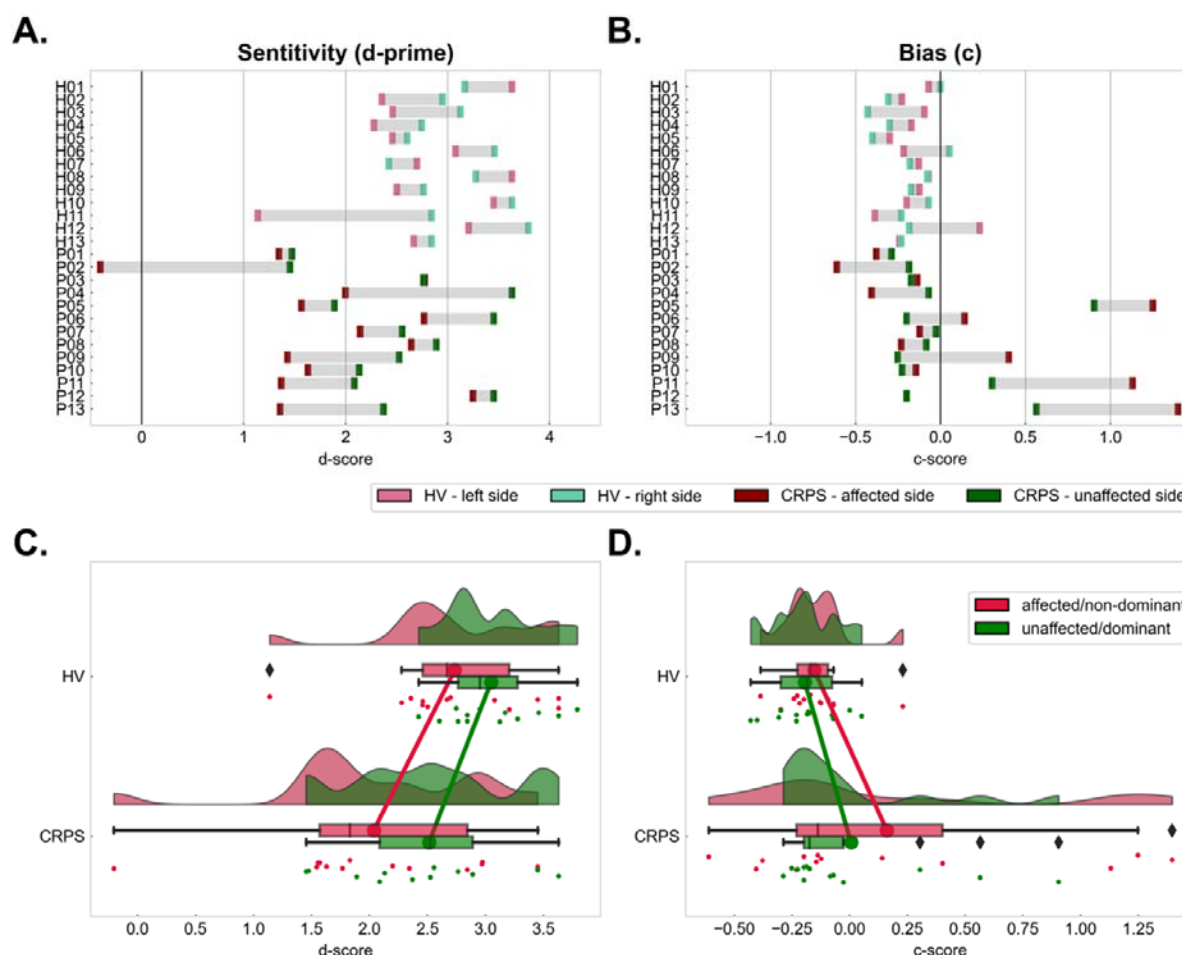 A.
B.
Sentitivity (d-prime)
Bias (c)
H01
H02
H03
H04
H05
H06
H07
H08
H09
H10
H11
H12
H13
P01
P02
P03
P04
P05
P06
P07
P08
P09
P10
P11
P12
P13
H01
H02
H03
H04
H05
H06
H07
H08
H09
H10
H11
H12
H13
P01
P02
P03
P04
P05
P06
P07
P08
P09
P10
P11
P12
P13
0 1 2 3 4
d-score
−1.0 −0.5 0.0 0.5 1.0
c-score
HV - left side HV - right side CRPS - affected side CRPS - unaffected side
C.
D.
affected/non-dominant
unaffected/dominant
HV
CRPS
HV
CRPS
0.0 0.5 1.0 1.5 2.0 2.5 3.0 3.5
d-score
−0.50 −0.25 0.00 0.25 0.50 0.75 1.00 1.25
c-score